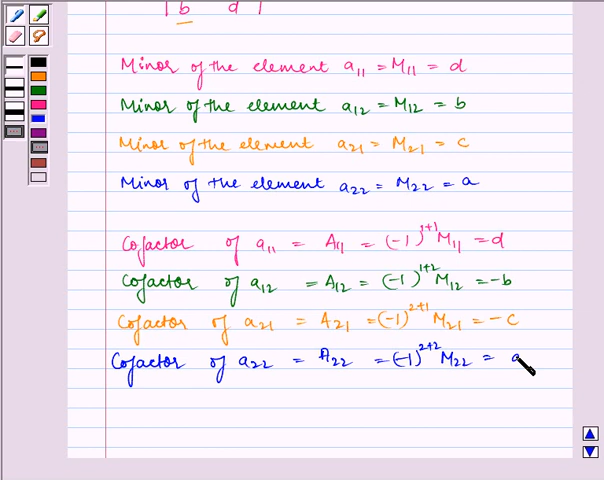 | b d |
Minor of the element a₁₁ = M₁₁ = d
Minor of the element a₁₂ = M₁₂ = b
Minor of the element a₂₁ = M₂₁ = c
Minor of the element a₂₂ = M₂₂ = a
Cofactor of a₁₁ = A₁₁ = (-1)¹⁺¹ M₁₁ = d
Cofactor of a₁₂ = A₁₂ = (-1)¹⁺² M₁₂ = -b
Cofactor of a₂₁ = A₂₁ = (-1)²⁺¹ M₂₁ = -c
Cofactor of a₂₂ = A₂₂ = (-1)²⁺² M₂₂ = a